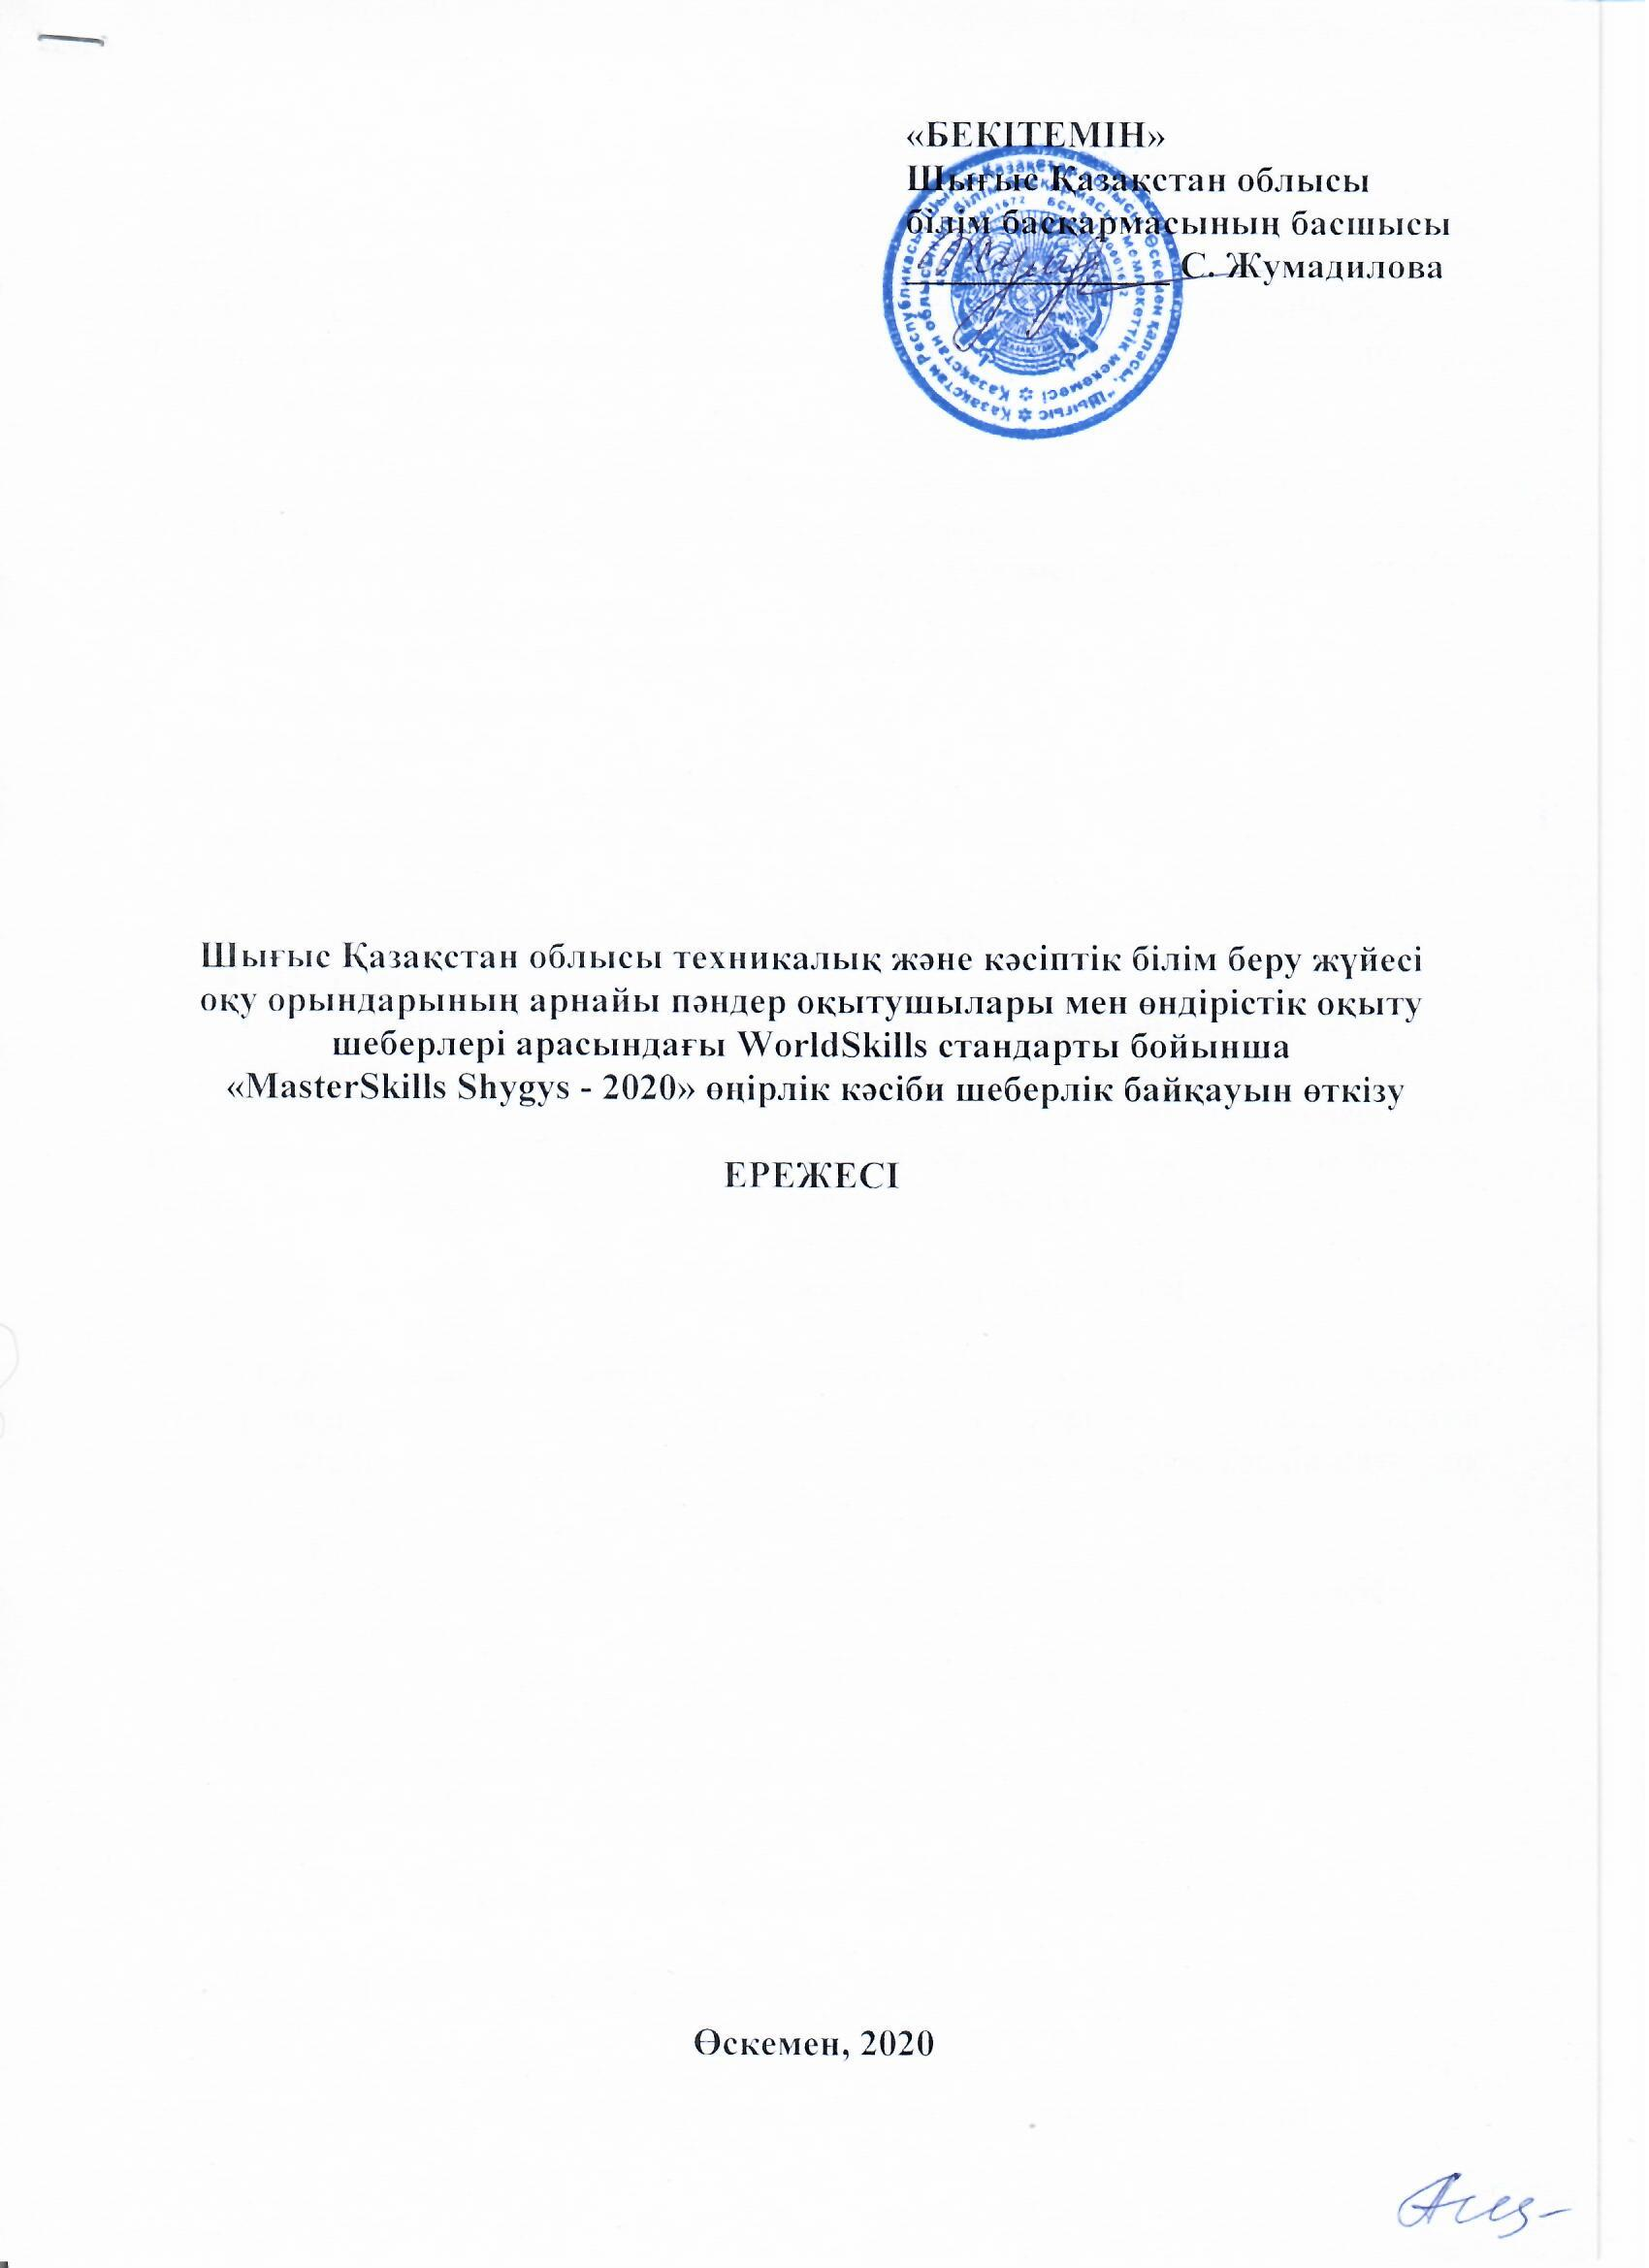 «БЕКІТЕМІН»
Шығыс Қазақстан облысы
білім басқармасының басшысы
С. Жумадилова
Шығыс Қазақстан облысы техникалық және кәсіптік білім беру жүйесі
оқу орындарының арнайы пәндер оқытушылары мен өндірістік оқыту
шеберлері арасындағы WorldSkills стандарты бойынша
«MasterSkills Shygys - 2020» өңірлік кәсіби шеберлік байқауын өткізу
ЕРЕЖЕСІ
Өскемен, 2020